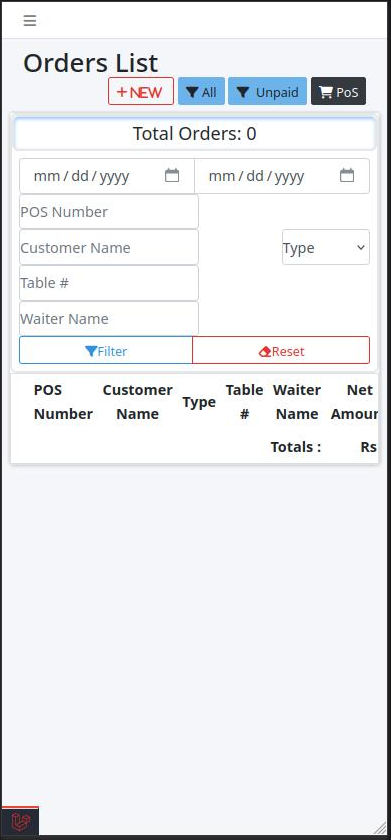 Orders List
+ NEW All Unpaid PoS
Total Orders: 0
mm/dd/yyyy mm/dd/yyyy
POS Number
Customer Name Type
Table #
Waiter Name
Filter Reset
POS Number Customer Name Type Table # Waiter Name Net Amour
Totals : Rs